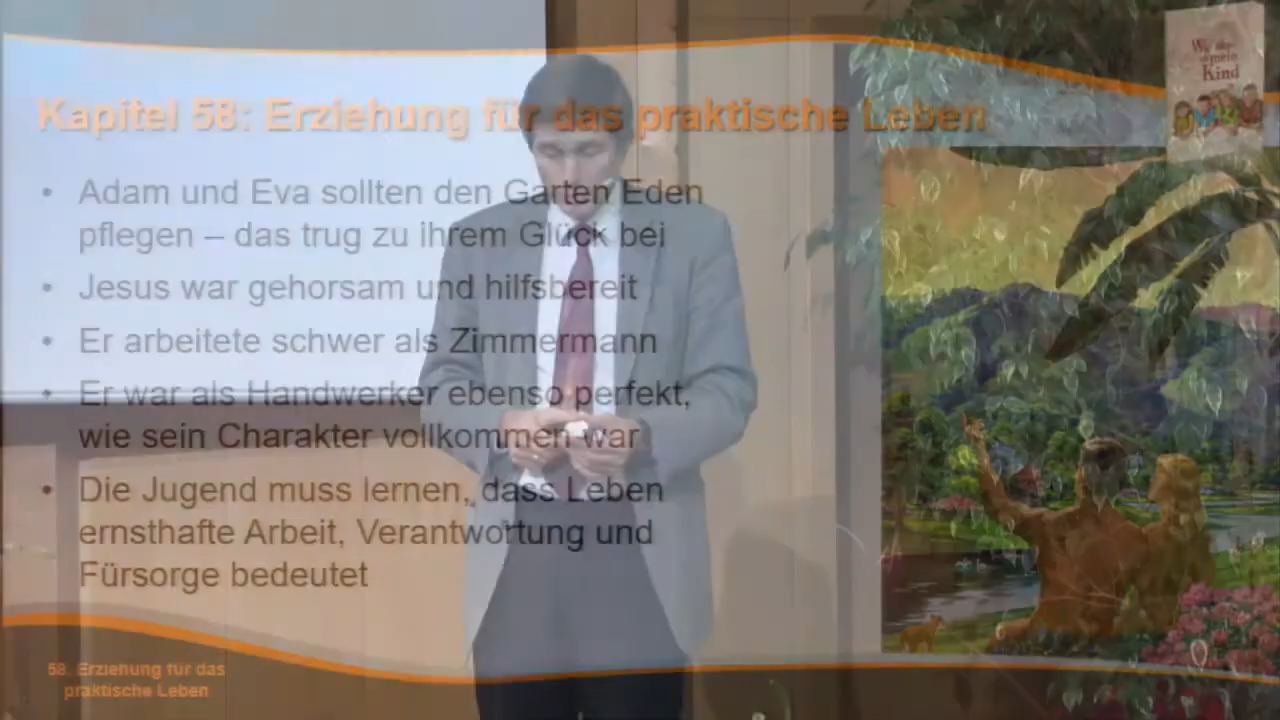 Kapitel 58: Erziehung für das praktische Leben
• Adam und Eva sollten den Garten Eden
pflegen – das trug zu ihrem Glück bei
• Jesus war gehorsam und hilfsbereit
• Er arbeitete schwer als Zimmermann
• Er war als Handwerker ebenso perfekt,
wie sein Charakter vollkommen war
• Die Jugend muss lernen, dass Leben
ernsthafte Arbeit, Verantwortung und
Fürsorge bedeutet
58. Erziehung für das
praktische Leben
mein
Kind